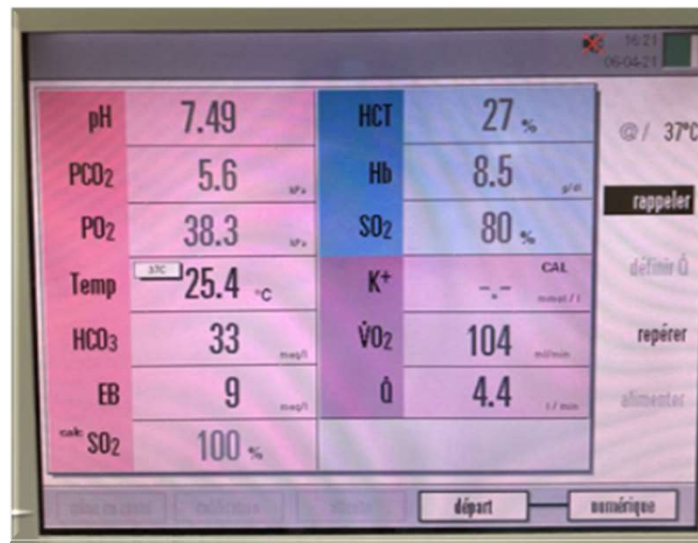 16:21
06-04-21
pH 7.49 HCT 27 %
@/ 37°C
PCO2 5.6 kPa Hb 8.5 g/dl
rappeler
PO2 38.3 kPa SO2 80 %
définir Q̇
Temp 37C 25.4 °C K+ -.- CAL mmol/l
HCO3 33 meq/l V̇O2 104 ml/min
repérer
EB 9 meq/l Q̇ 4.4 l/min
alimenter
calc SO2 100 %
départ numérique